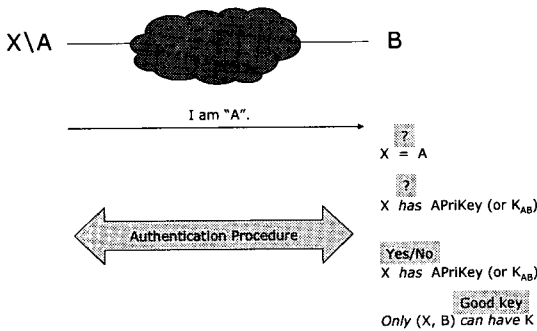 X\A B
I am "A".
?
X = A
?
X has APriKey (or KAB)
Authentication Procedure
Yes/No
X has APriKey (or KAB)
Good key
Only (X, B) can have K